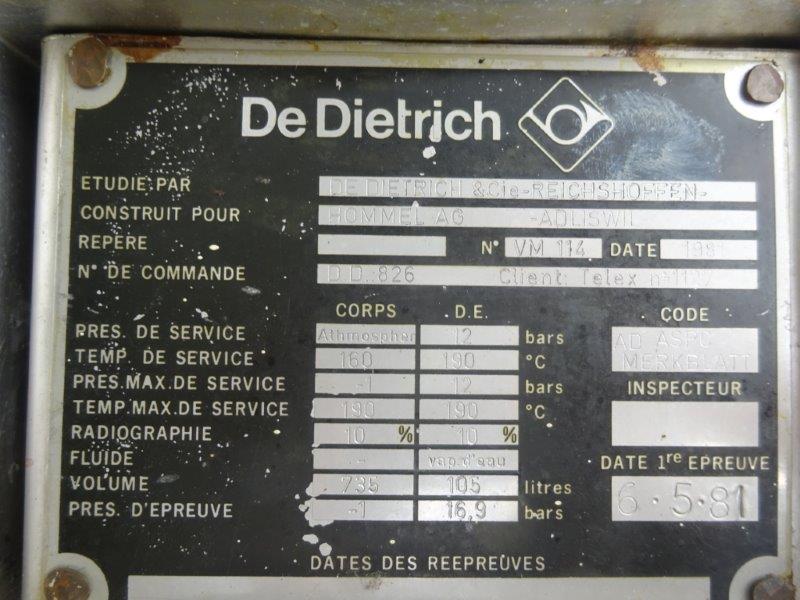 De Dietrich
ETUDIE PAR DE DIETRICH &Cie-REICHSHOFFEN-
CONSTRUIT POUR HOMMEL AG -ADLISWIL
REPERE N° VM 114 DATE 1981
N° DE COMMANDE D.D.:826 Client: Telex n°
CORPS D.E. CODE
PRES. DE SERVICE Athmospher 12 bars AD ASPC
TEMP. DE SERVICE 160 190 °C MERKBLATT
PRES.MAX.DE SERVICE -1 12 bars INSPECTEUR
TEMP.MAX.DE SERVICE 190 190 °C
RADIOGRAPHIE 10 % 10 %
FLUIDE -- vap d'eau DATE 1re EPREUVE
VOLUME 735 105 litres 6.5.81
PRES. D'EPREUVE -1 16,9 bars
DATES DES REEPREÙVES